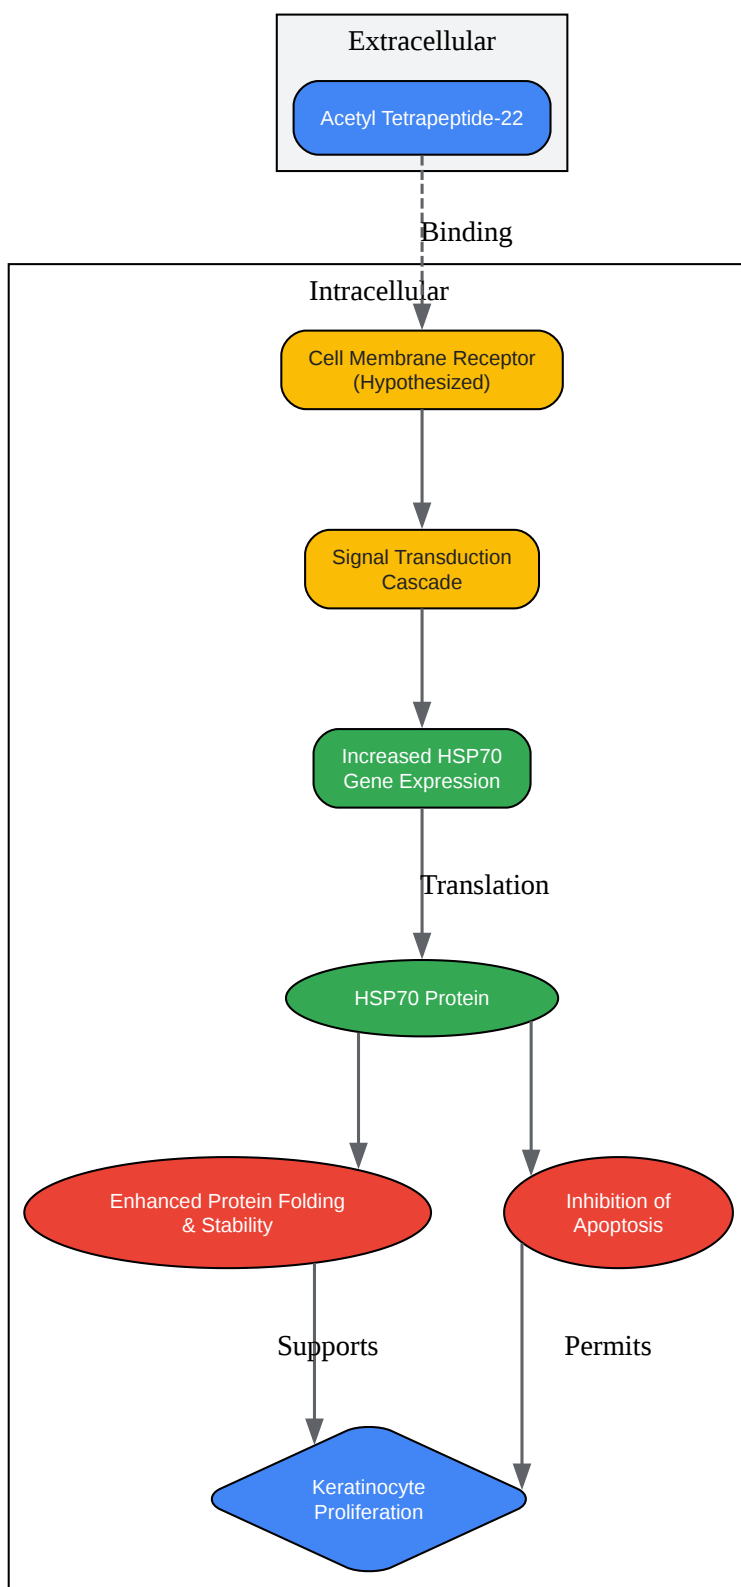 Extracellular
Acetyl Tetrapeptide-22
Binding
Intracellular
Cell Membrane Receptor
(Hypothesized)
Signal Transduction
Cascade
Increased HSP70
Gene Expression
Translation
HSP70 Protein
Enhanced Protein Folding
& Stability
Inhibition of
Apoptosis
Supports
Permits
Keratinocyte
Proliferation